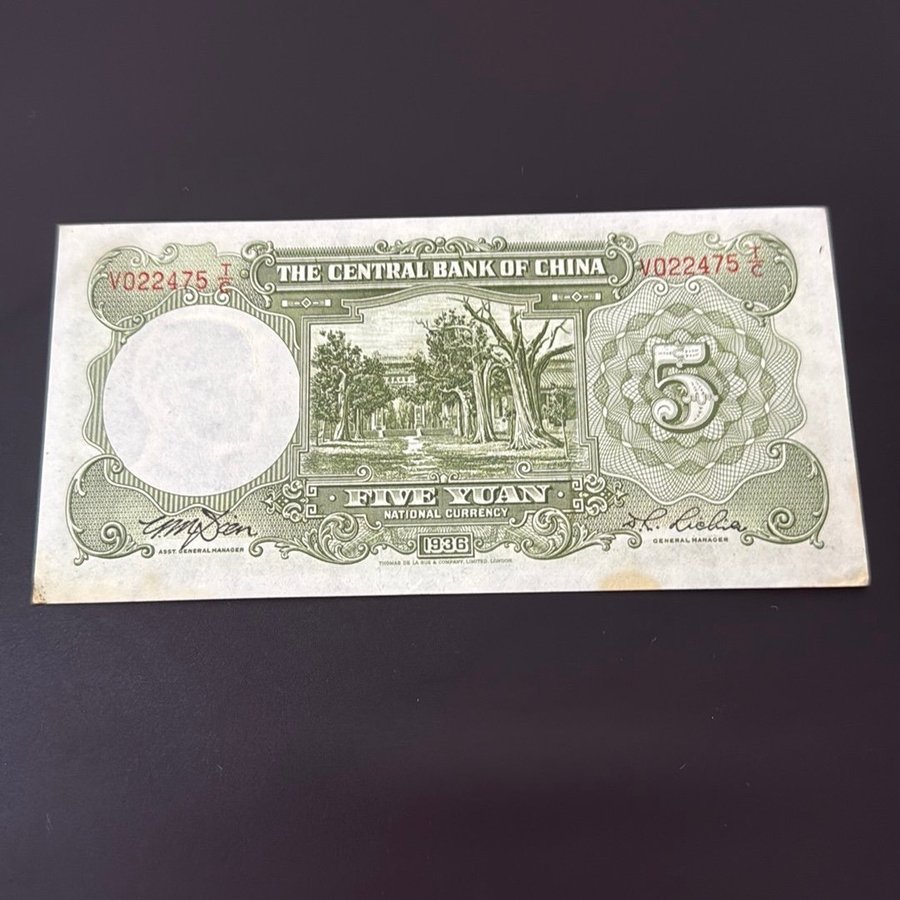 V022475 T/C
THE CENTRAL BANK OF CHINA
V022475 T/C
5
FIVE YUAN
NATIONAL CURRENCY
ASST. GENERAL MANAGER
GENERAL MANAGER
1936
THOMAS DE LA RUE & COMPANY, LIMITED, LONDON.